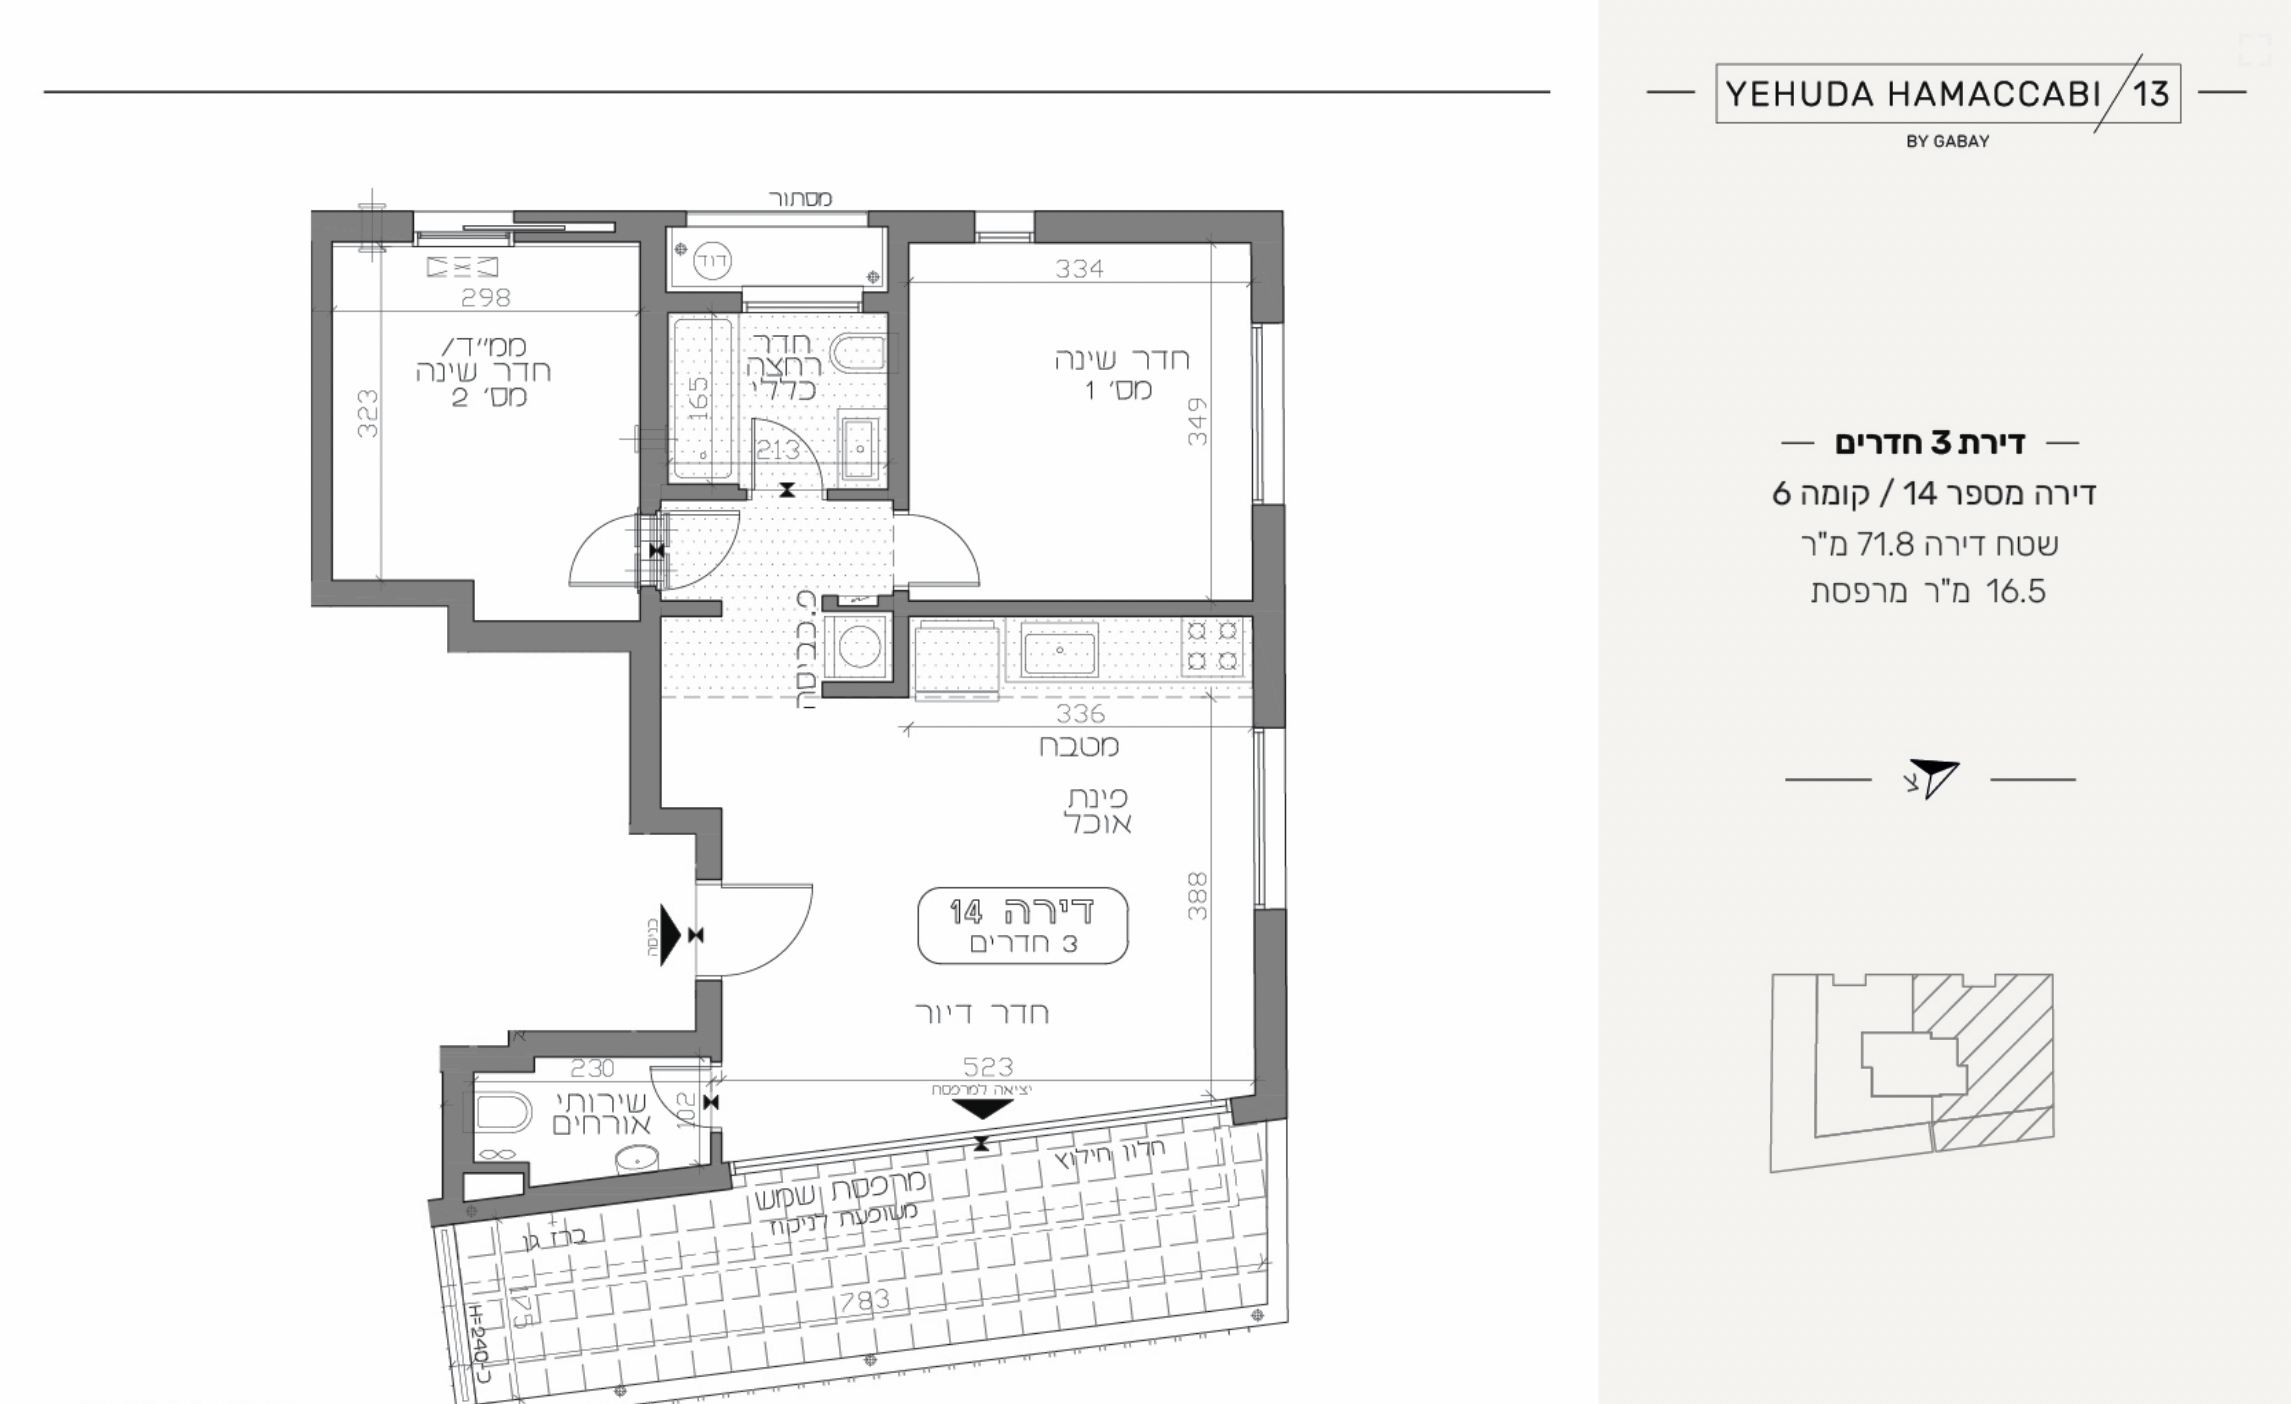 YEHUDA HAMACCABI/13
BY GABAY
דירת 3 חדרים
דירה מספר 14 / קומה 6
שטח דירה 71.8 מ"ר
16.5 מ"ר מרפסת
מסתור
דוד
298
334
ממ״ד/
חדר שינה
מס' 2
323
חדר
רחצה
כללי
165
213
חדר שינה
מס' 1
349
כ. כביסה
336
מטבח
פינת
אוכל
388
דירה 14
3 חדרים
כניסה
חדר דיור
523
יציאה למרפסת
230
שירותי
אורחים
102
חלון חילוץ
מרפסת שמש
משופעת לניקוז
ברז גן
175
783
H=240-כ